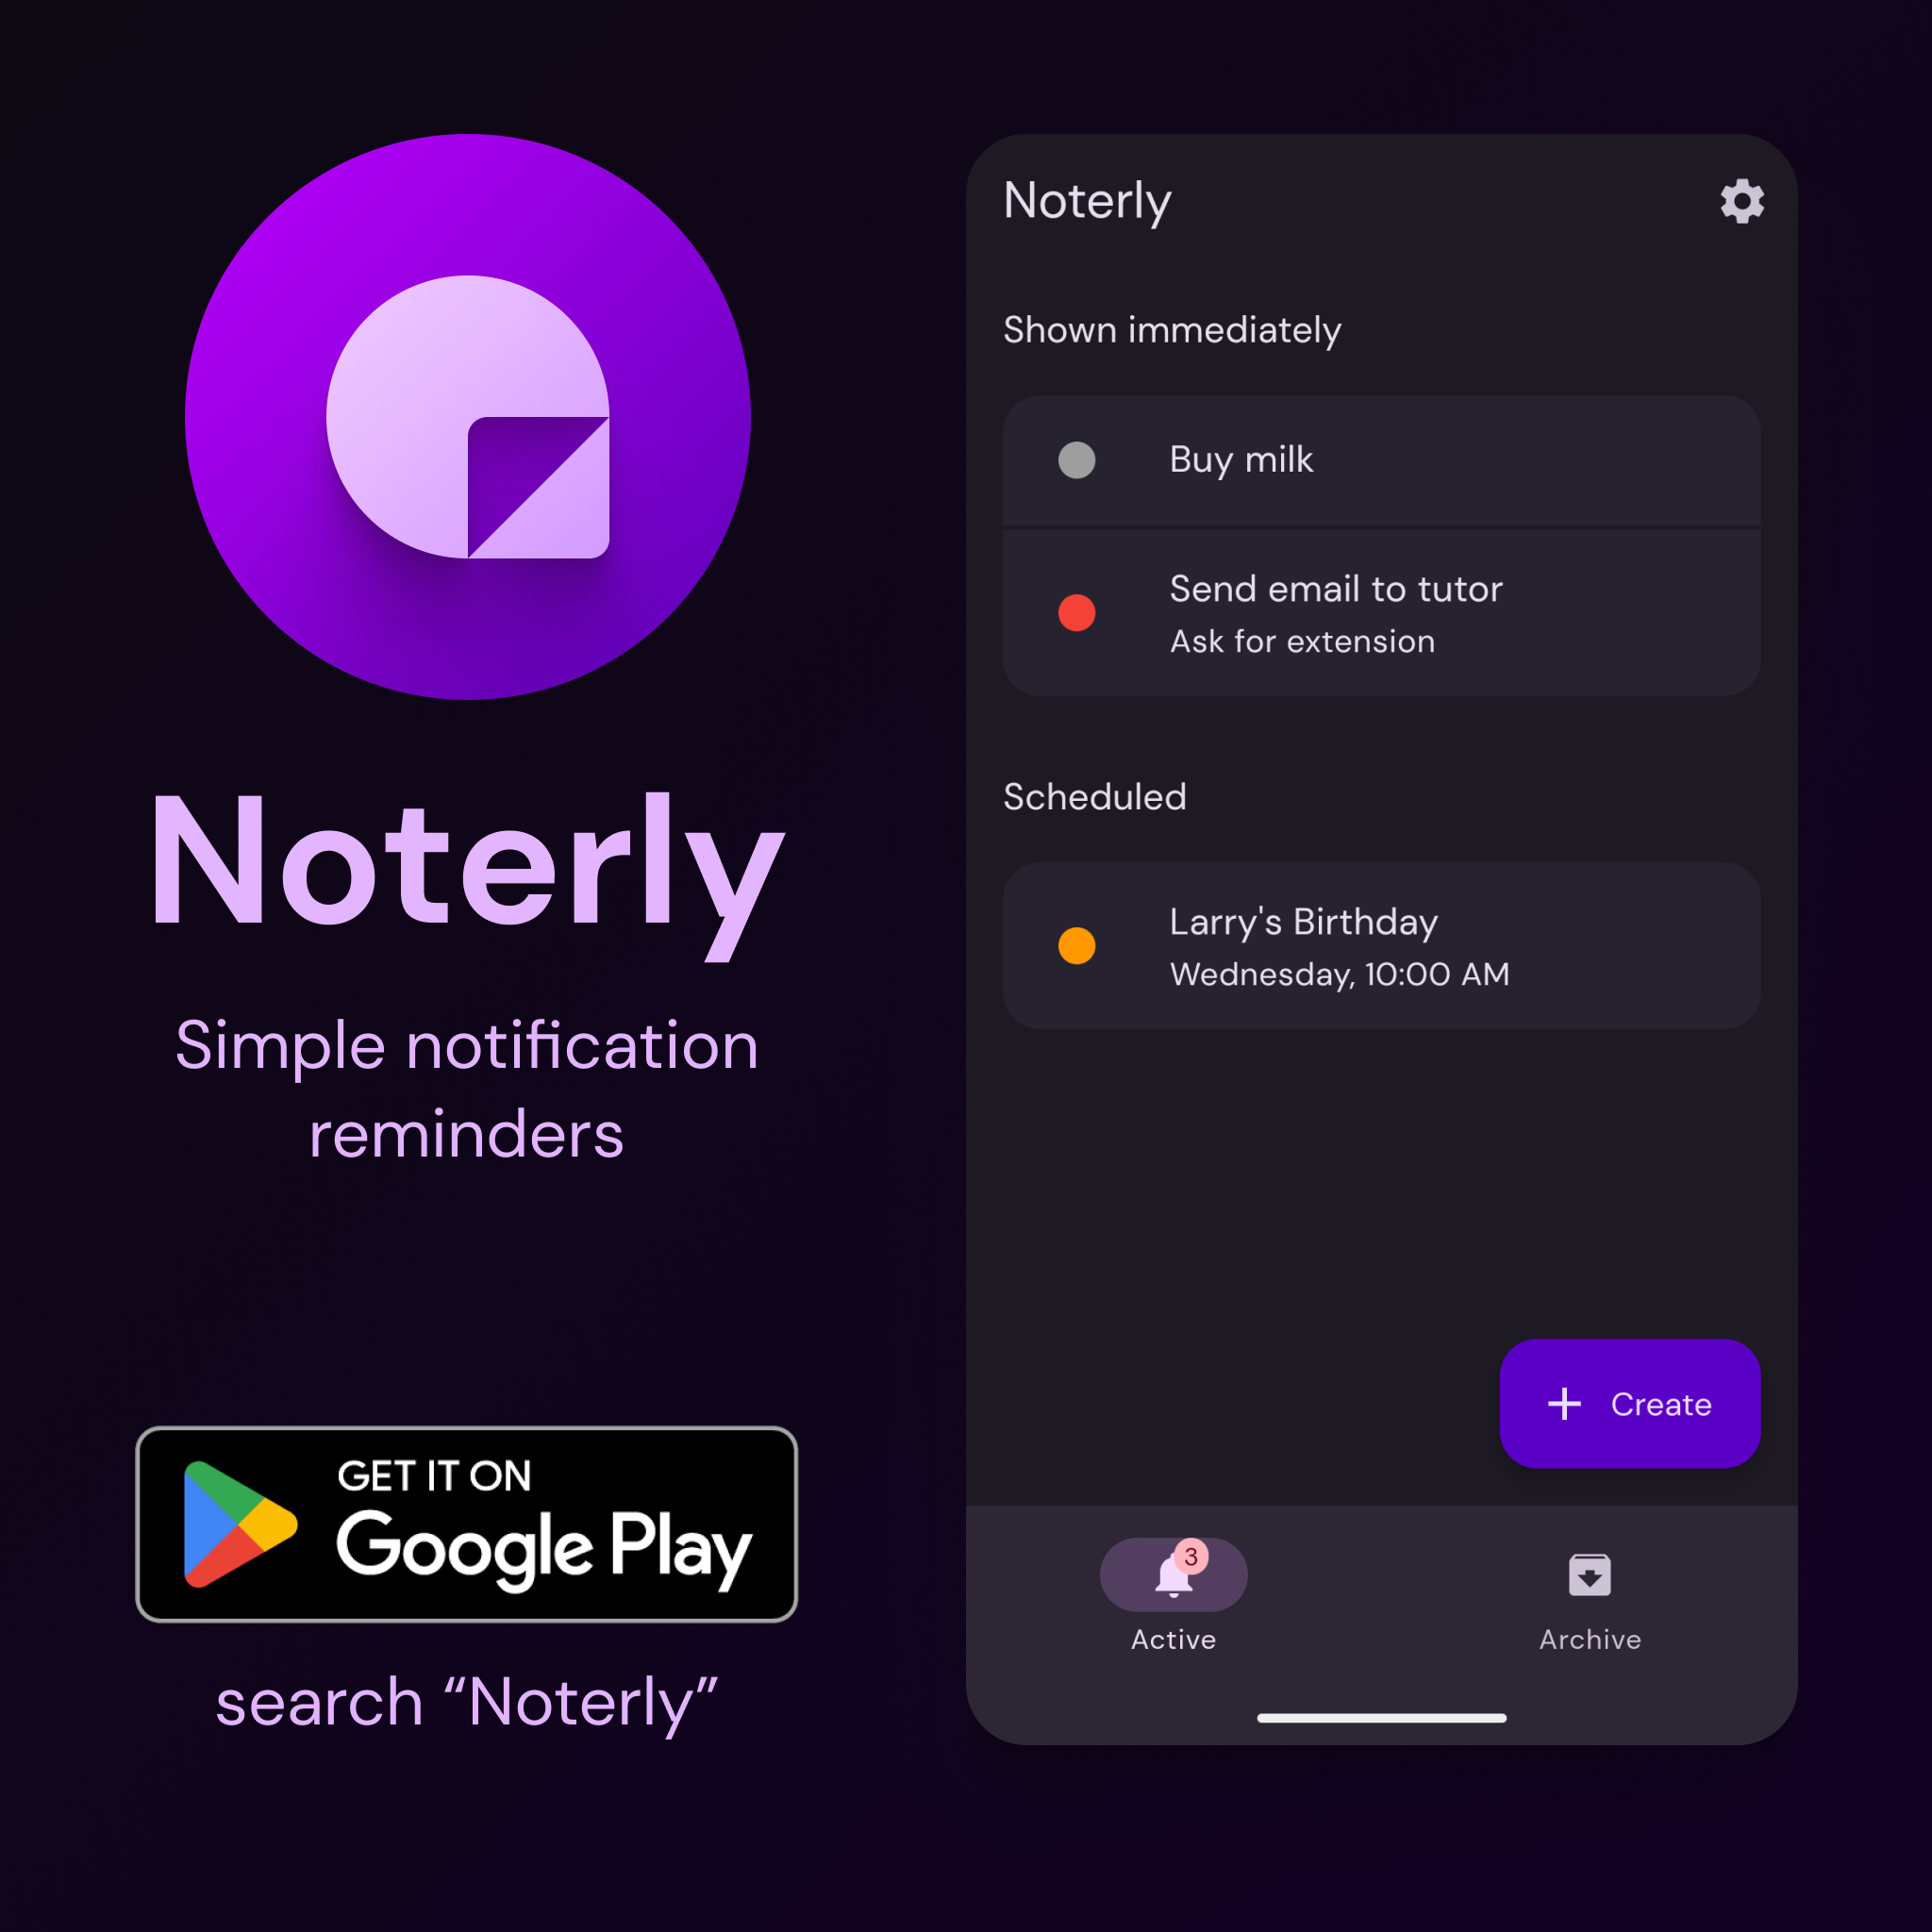 Noterly
Simple notification
reminders
GET IT ON
Google Play
search “Noterly”
Noterly
Shown immediately
Buy milk
Send email to tutor
Ask for extension
Scheduled
Larry's Birthday
Wednesday, 10:00 AM
Create
3
Active
Archive